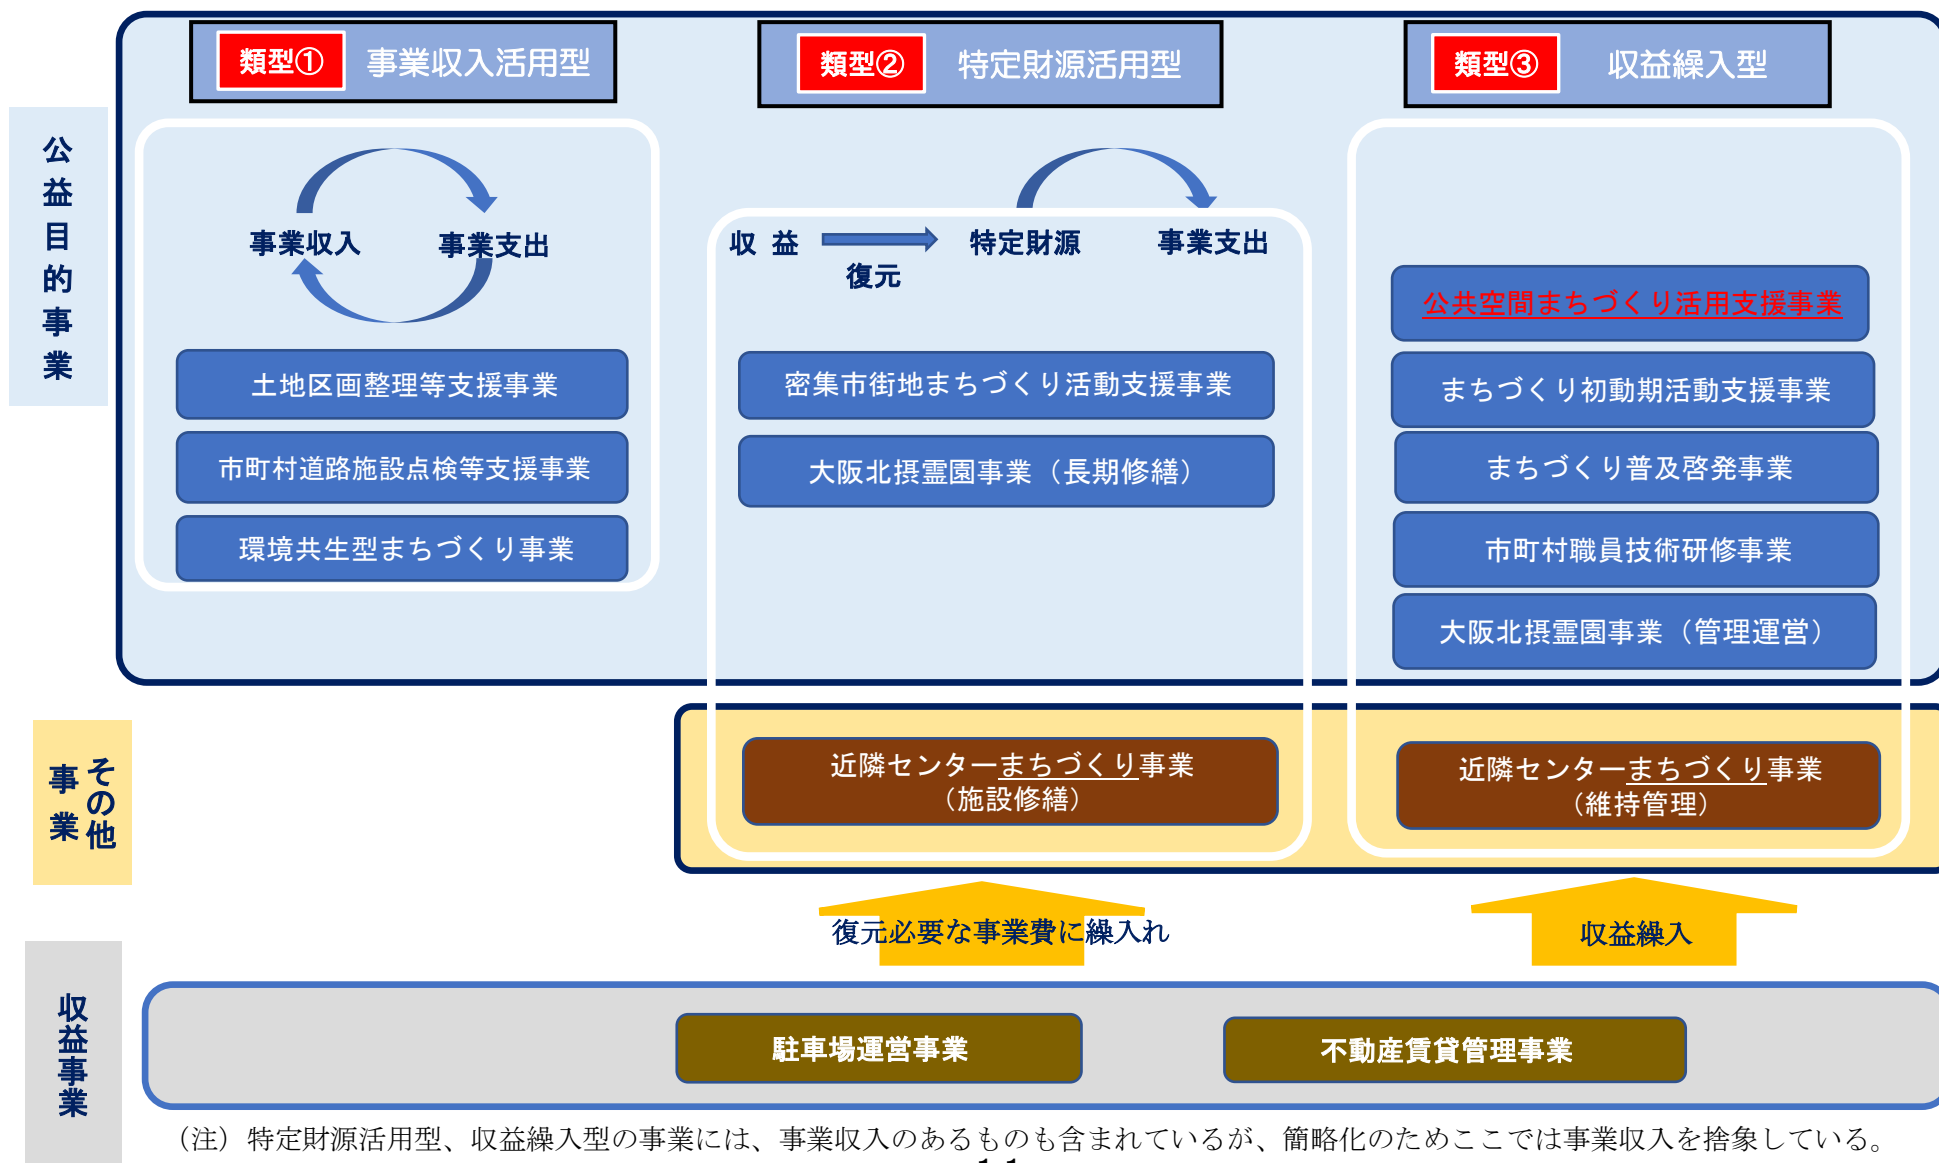 類型① 事業収入活用型
類型② 特定財源活用型
類型③ 収益繰入型
公益目的事業
事業収入
事業支出
収 益
復元
特定財源
事業支出
土地区画整理等支援事業
市町村道路施設点検等支援事業
環境共生型まちづくり事業
密集市街地まちづくり活動支援事業
大阪北摂霊園事業（長期修繕）
公共空間まちづくり活用支援事業
まちづくり初動期活動支援事業
まちづくり普及啓発事業
市町村職員技術研修事業
大阪北摂霊園事業（管理運営）
その他
事業
近隣センターまちづくり事業
（施設修繕）
近隣センターまちづくり事業
（維持管理）
復元必要な事業費に繰入れ
収益繰入
収益事業
駐車場運営事業
不動産賃貸管理事業
（注）特定財源活用型、収益繰入型の事業には、事業収入のあるものも含まれているが、簡略化のためここでは事業収入を捨象している。